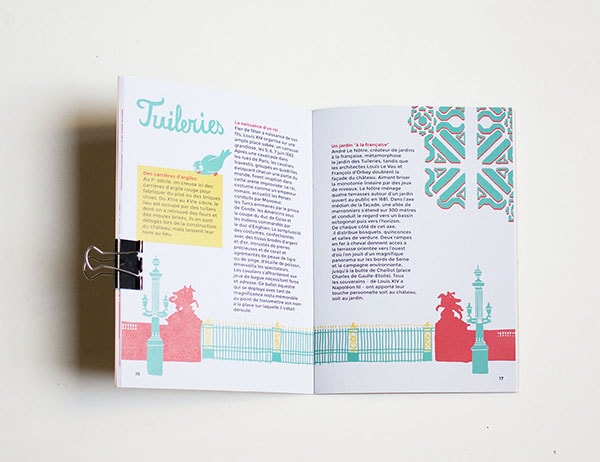 Tuileries
Des carrières d'argiles
Au Iᵉʳ siècle, on creuse ici des
carrières d'argile rouge pour
fabriquer du pisé ou des briques
crues. Du XIIIe au XVIe siècle, le
lieu est occupé par des tuiliers
dont on a retrouvé des fours et
des moules brisés. Ils en sont
délogés lors de la construction
du château, mais laissent leur
nom au lieu.
La naissance d'un roi
Fier de fêter la naissance de son
fils, Louis XIV organise sur une
ample place sablée, un carrousel
grandiose, les 5, 6, 7 juin 1662.
Après une cavalcade dans
les rues de Paris, les cavaliers
travestis, groupés en quadrilles
évoquant chacun une partie du
monde, feront irruption dans
cette arène improvisée. Le roi,
costumé comme un empereur
romain, accueille les Perses
conduits par Monsieur,
les Turcs emmenés par le prince
de Condé, les Américains sous
la coupe du duc de Guise et
les Indiens commandés par
le duc d'Enghien. La somptuosité
des costumes, confectionnés
avec des tissus brodés d'argent
et d'or, incrustés de pierres
précieuses et de corail et
agrémentés de peaux de tigre
ou de singe, d'écaille de poisson,
émerveille les spectateurs.
Les cavaliers s'affrontent aux
jeux de bague nécessitant force
et adresse. Ce ballet équestre
qui se déploie avec tant de
magnificence resta mémorable
au point de transmettre son nom
à la place sur laquelle il s'était
déroulé.
16
Un jardin "à la française"
André Le Nôtre, créateur de jardins
à la française, métamorphose
le jardin des Tuileries, tandis que
les architectes Louis Le Vau et
François d'Orbay doublent la
façade du château. Aimant briser
la monotonie linéaire par des jeux
de niveaux, Le Nôtre ménage
quatre terrasses autour d'un jardin
ouvert au public en 1681. Dans l'axe
médian de la façade, une allée de
marronniers s'étend sur 300 mètres
et conduit le regard vers un bassin
octogonal puis vers l'horizon.
De chaque côté de cet axe,
il distribue bosquets, quinconces
et salles de verdure. Deux rampes
en fer à cheval donnent accès à
la terrasse orientée vers l'ouest
d'où l'on jouit d'un magnifique
panorama sur les bords de Seine
et la campagne environnante,
jusqu'à la butte de Chaillot (place
Charles de Gaulle-Etoile). Tous
les souverains - de Louis XIV à
Napoléon III - ont apporté leur
touche personnelle soit au château,
soit au jardin.
17